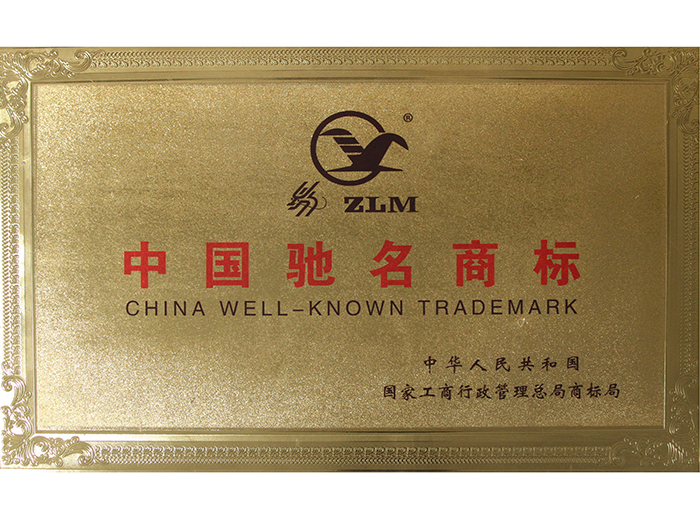 ®
ZLM
中国驰名商标
CHINA WELL-KNOWN TRADEMARK
中华人民共和国
国家工商行政管理总局商标局